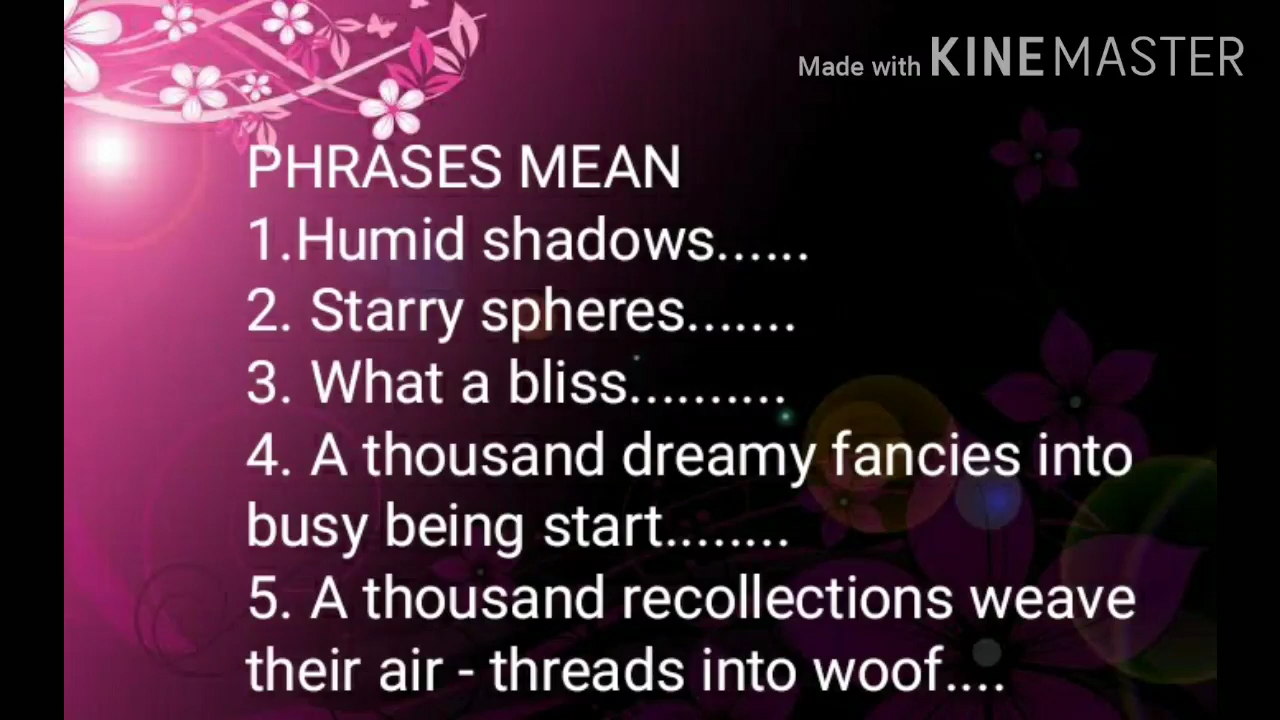 Made with KINEMASTER
PHRASES MEAN
1.Humid shadows......
2. Starry spheres.......
3. What a bliss..........
4. A thousand dreamy fancies into
busy being start........
5. A thousand recollections weave
their air - threads into woof....